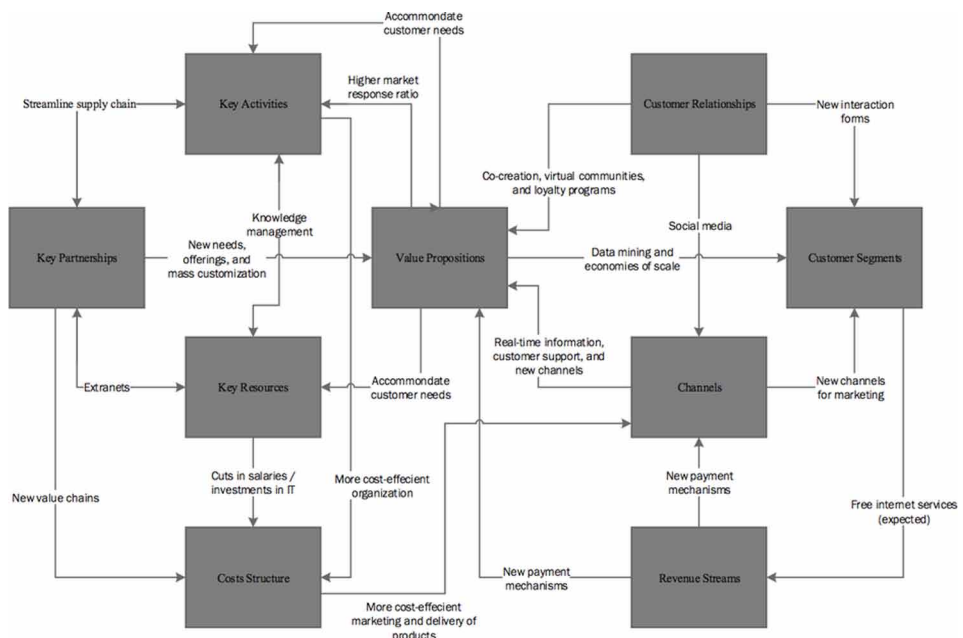 Accommondate
customer needs
Key Activities
Higher market
response ratio
Customer Relationships
Streamline supply chain
New interaction
forms
Co-creation, virtual communities,
and loyalty programs
Knowledge
management
Social media
Key Partnerships
New needs,
offerings, and
mass customization
Value Propositions
Data mining and
economies of scale
Customer Segments
Real-time information,
customer support, and
new channels
Extranets
Key Resources
Accommondate
customer needs
Channels
New channels
for marketing
Cuts in salaries /
investments in IT
More cost-effecient
organization
New payment
mechanisms
New value chains
Free internet services
(expected)
Costs Structure
New payment
mechanisms
Revenue Streams
More cost-effecient
marketing and delivery of
products